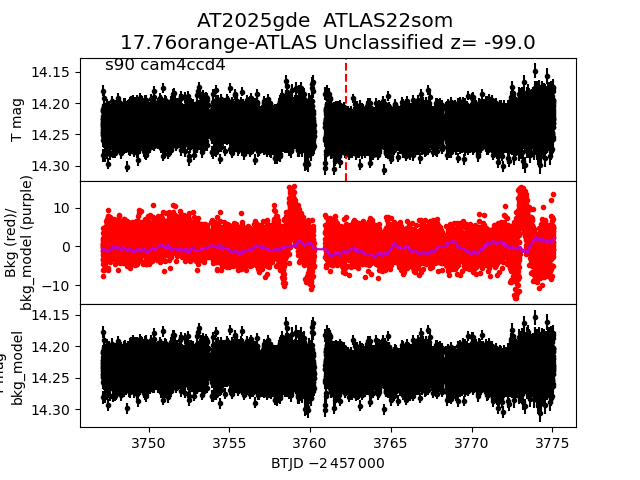 AT2025gde  ATLAS22som
17.76orange-ATLAS Unclassified z= -99.0
s90 cam4ccd4
14.15
14.20
14.25
14.30
T mag
10
0
−10
Bkg (red)/
bkg_model (purple)
14.15
14.20
14.25
14.30
bkg_model
3750
3755
3760
3765
3770
3775
BTJD −2 457 000